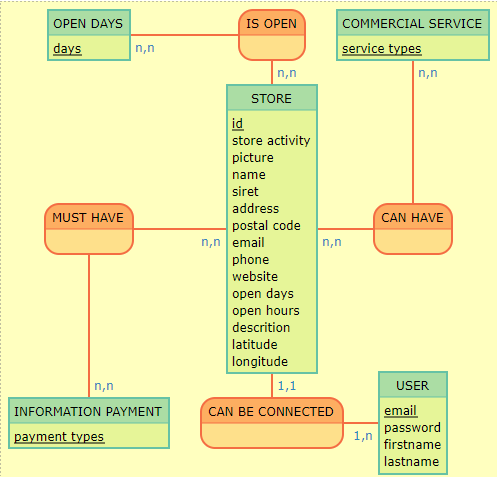 OPEN DAYS
days
n,n
IS OPEN
n,n
COMMERCIAL SERVICE
service types
n,n
STORE
id
store activity
picture
name
siret
address
postal code
email
phone
website
open days
open hours
descrition
latitude
longitude
MUST HAVE
n,n
n,n
CAN HAVE
n,n
INFORMATION PAYMENT
payment types
1,1
CAN BE CONNECTED
1,n
USER
email
password
firstname
lastname